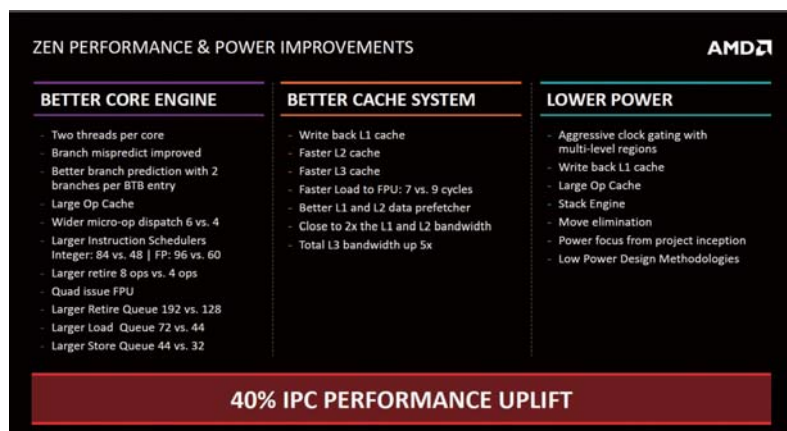 ZEN PERFORMANCE & POWER IMPROVEMENTS
AMD
BETTER CORE ENGINE
- Two threads per core
- Branch mispredict improved
- Better branch prediction with 2
branches per BTB entry
- Large Op Cache
- Wider micro-op dispatch 6 vs. 4
- Larger Instruction Schedulers
Integer: 84 vs. 48 | FP: 96 vs. 60
- Larger retire 8 ops vs. 4 ops
- Quad issue FPU
- Larger Retire Queue 192 vs. 128
- Larger Load Queue 72 vs. 44
- Larger Store Queue 44 vs. 32
BETTER CACHE SYSTEM
- Write back L1 cache
- Faster L2 cache
- Faster L3 cache
- Faster Load to FPU: 7 vs. 9 cycles
- Better L1 and L2 data prefetcher
- Close to 2x the L1 and L2 bandwidth
- Total L3 bandwidth up 5x
LOWER POWER
- Aggressive clock gating with
multi-level regions
- Write back L1 cache
- Large Op Cache
- Stack Engine
- Move elimination
- Power focus from project inception
- Low Power Design Methodologies
40% IPC PERFORMANCE UPLIFT